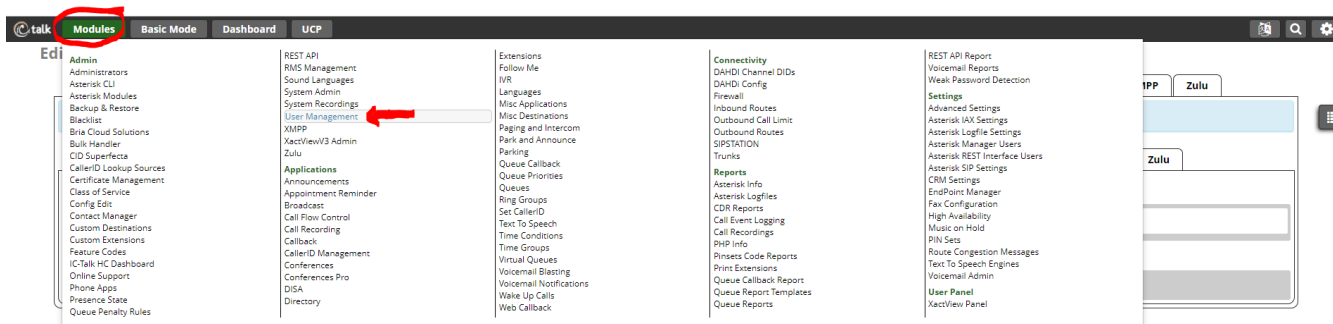 talk Modules Basic Mode Dashboard UCP
Edi
Admin
Administrators
Asterisk CLI
Asterisk Modules
Backup & Restore
Blacklist
Bria Cloud Solutions
Bulk Handler
CID Superfecta
CallerID Lookup Sources
Certificate Management
Class of Service
Config Edit
Contact Manager
Custom Destinations
Custom Extensions
Feature Codes
IC-Talk HC Dashboard
Online Support
Phone Apps
Presence State
Queue Penalty Rules
REST API
RMS Management
Sound Languages
System Admin
System Recordings
User Management
XMPP
XactViewV3 Admin
Zulu
Applications
Announcements
Appointment Reminder
Broadcast
Call Flow Control
Call Recording
Callback
CallerID Management
Conferences
Conferences Pro
DISA
Directory
Extensions
Follow Me
IVR
Languages
Misc Applications
Misc Destinations
Paging and Intercom
Park and Announce
Parking
Queue Callback
Queue Priorities
Queues
Ring Groups
Set CallerID
Text To Speech
Time Conditions
Time Groups
Virtual Queues
Voicemail Blasting
Voicemail Notifications
Wake Up Calls
Web Callback
Connectivity
DAHDI Channel DIDs
DAHDi Config
Firewall
Inbound Routes
Outbound Call Limit
Outbound Routes
SIPSTATION
Trunks
Reports
Asterisk Info
Asterisk Logfiles
CDR Reports
Call Event Logging
Call Recordings
PHP Info
Pinsets Code Reports
Print Extensions
Queue Callback Report
Queue Report Templates
Queue Reports
REST API Report
Voicemail Reports
Weak Password Detection
Settings
Advanced Settings
Asterisk IAX Settings
Asterisk Logfile Settings
Asterisk Manager Users
Asterisk REST Interface Users
Asterisk SIP Settings
CRM Settings
EndPoint Manager
Fax Configuration
High Availability
Music on Hold
PIN Sets
Route Congestion Messages
Text To Speech Engines
Voicemail Admin
User Panel
XactView Panel
MPP Zulu
Zulu